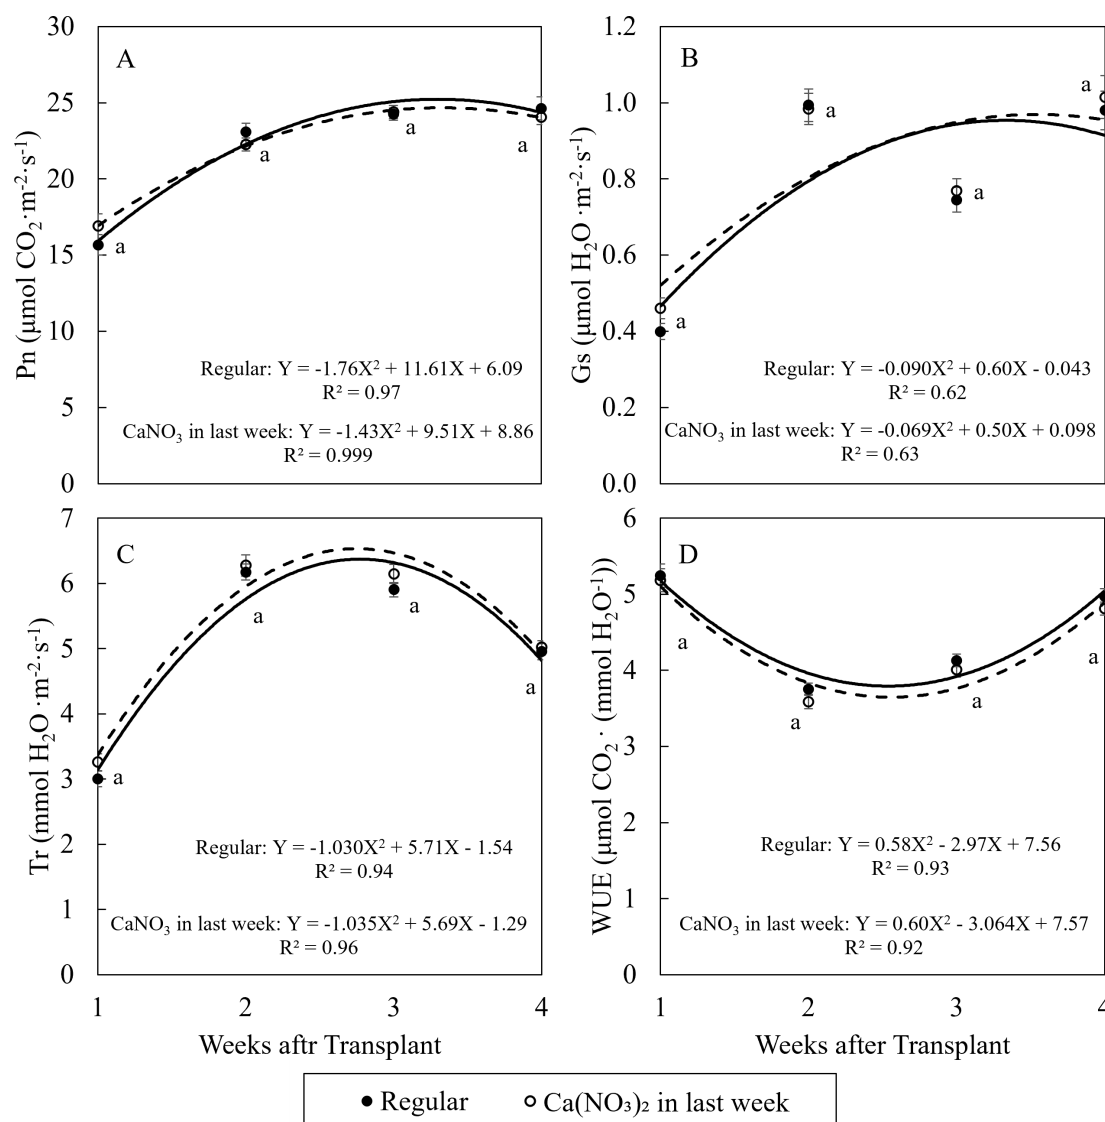 A
Pn (μmol CO₂·m⁻²·s⁻¹)
30
25
20
15
10
5
0
a
a
a
a
Regular: Y = -1.76X² + 11.61X + 6.09
R² = 0.97
CaNO₃ in last week: Y = -1.43X² + 9.51X + 8.86
R² = 0.999
B
Gs (μmol H₂O ·m⁻²·s⁻¹)
1.2
1.0
0.8
0.6
0.4
0.2
0.0
a
a
a
a
Regular: Y = -0.090X² + 0.60X - 0.043
R² = 0.62
CaNO₃ in last week: Y = -0.069X² + 0.50X + 0.098
R² = 0.63
C
Tr (mmol H₂O ·m⁻²·s⁻¹)
7
6
5
4
3
2
1
0
a
a
a
a
Regular: Y = -1.030X² + 5.71X - 1.54
R² = 0.94
CaNO₃ in last week: Y = -1.035X² + 5.69X - 1.29
R² = 0.96
1 2 3 4
Weeks aftr Transplant
D
WUE (μmol CO₂· (mmol H₂O⁻¹))
6
5
4
3
2
1
0
a
a
a
a
Regular: Y = 0.58X² - 2.97X + 7.56
R² = 0.93
CaNO₃ in last week: Y = 0.60X² - 3.064X + 7.57
R² = 0.92
1 2 3 4
Weeks after Transplant
Regular
Ca(NO₃)₂ in last week